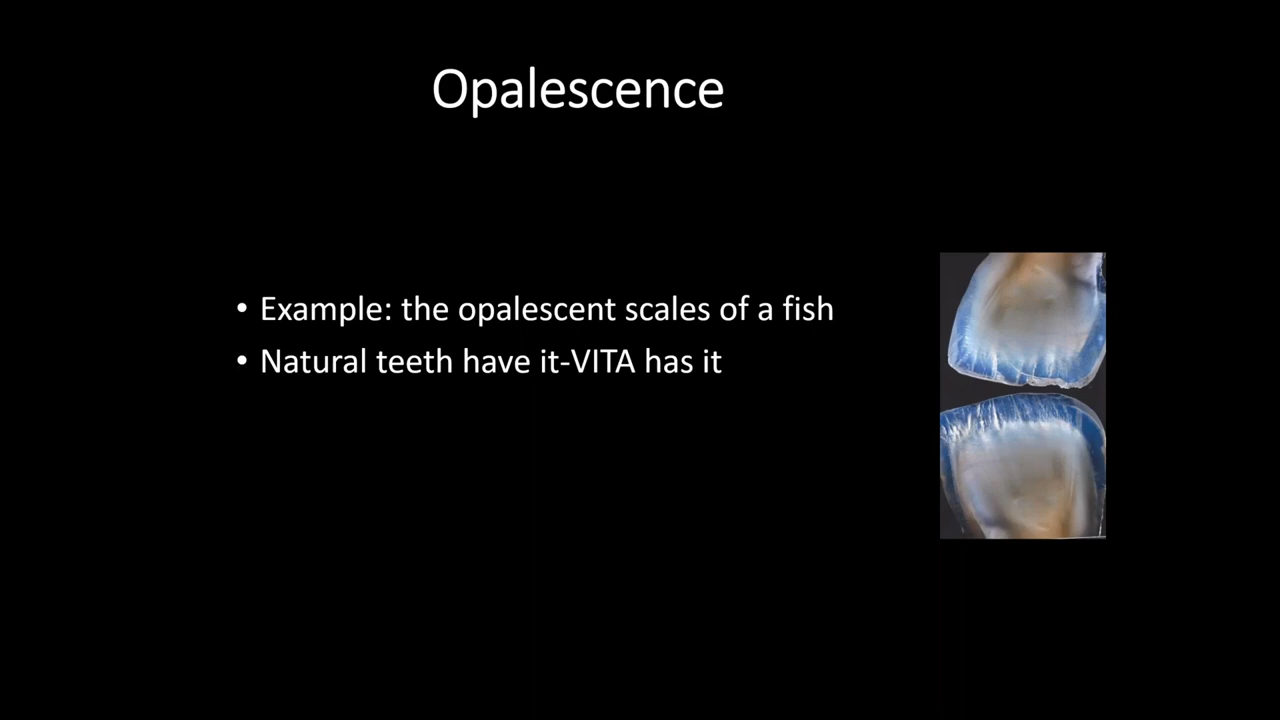 Opalescence
• Example: the opalescent scales of a fish
• Natural teeth have it-VITA has it